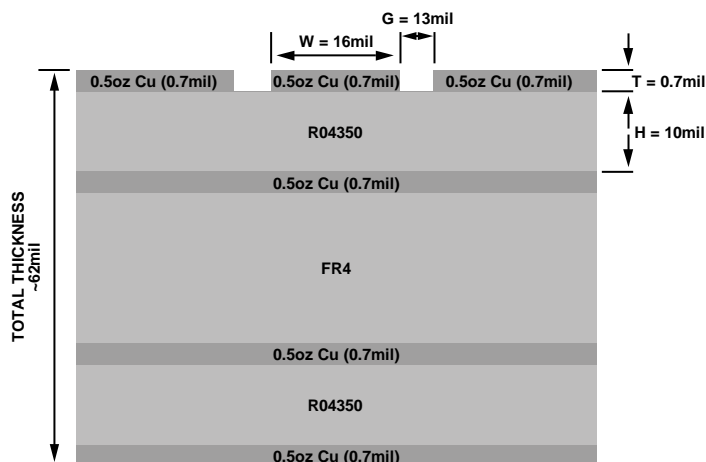 G = 13mil
W = 16mil
0.5oz Cu (0.7mil)
0.5oz Cu (0.7mil)
0.5oz Cu (0.7mil)
T = 0.7mil
R04350
H = 10mil
0.5oz Cu (0.7mil)
TOTAL THICKNESS
~62mil
FR4
0.5oz Cu (0.7mil)
R04350
0.5oz Cu (0.7mil)